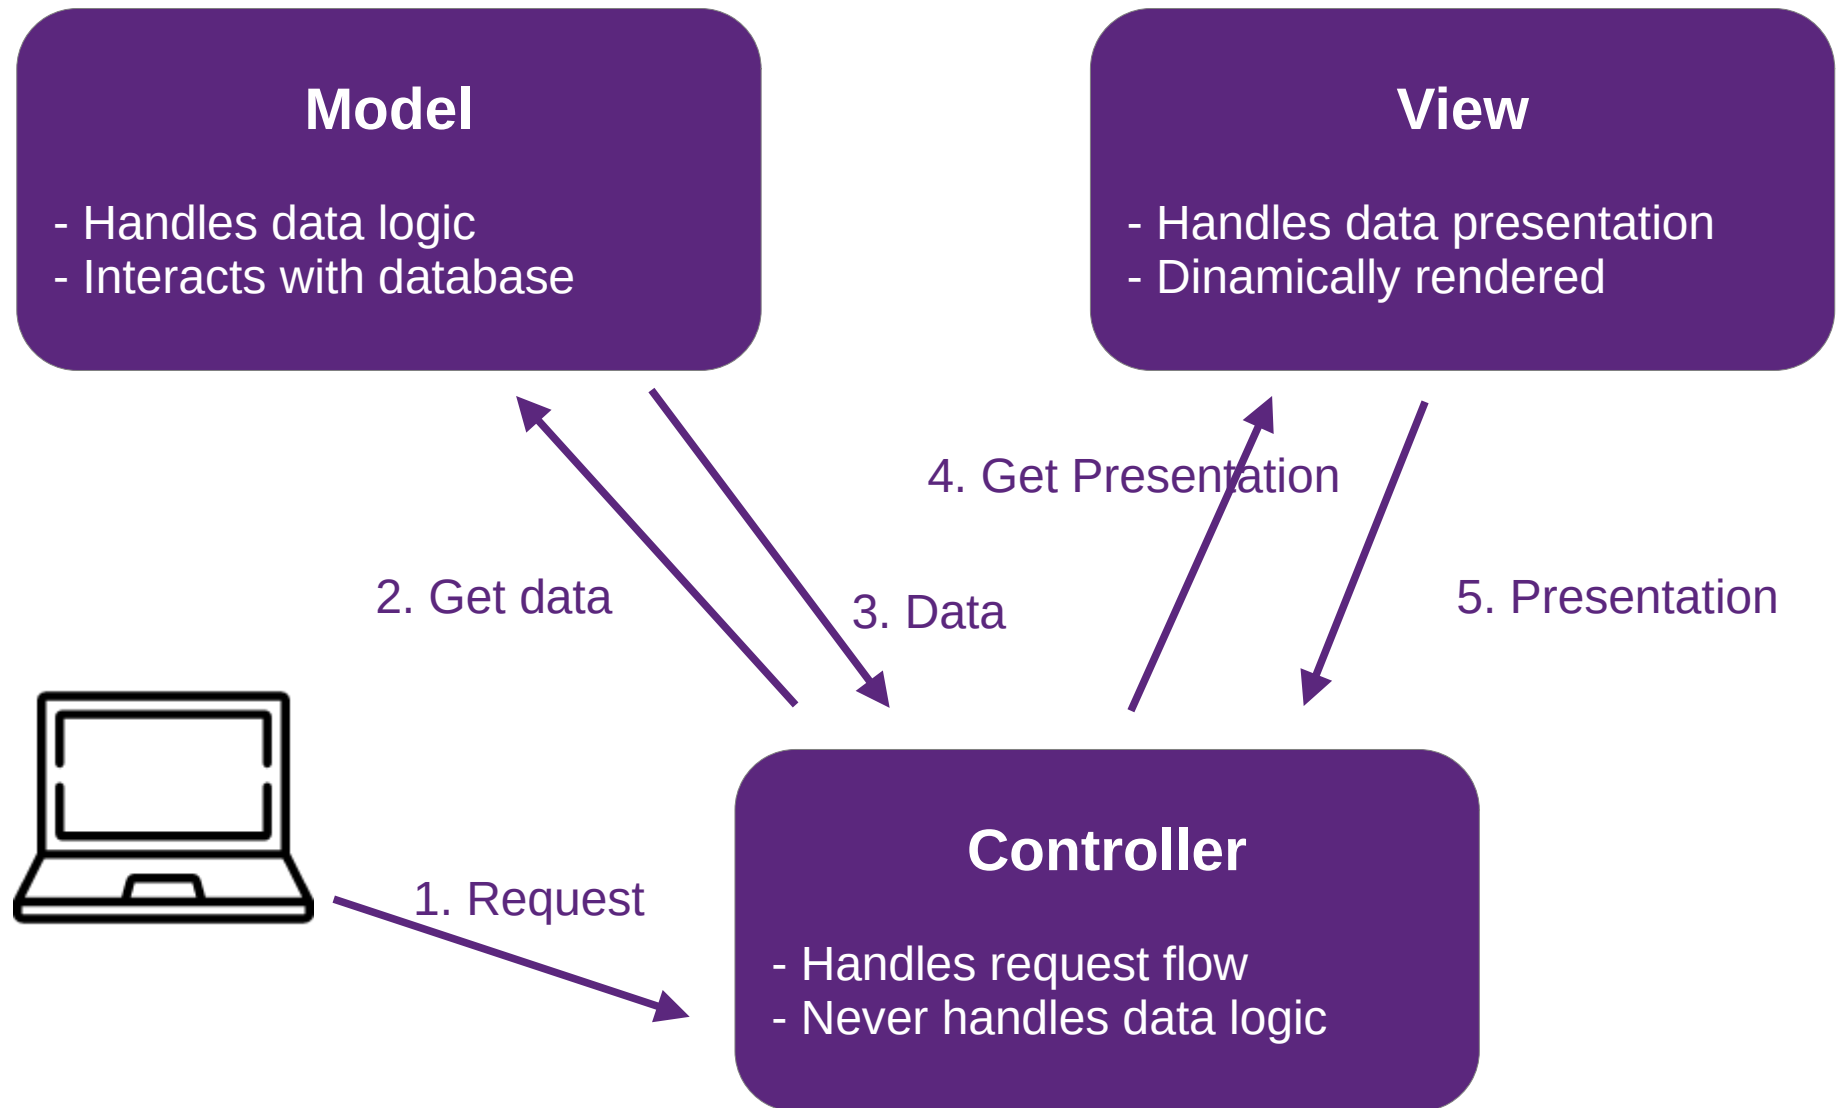 Model
- Handles data logic
- Interacts with database
View
- Handles data presentation
- Dinamically rendered
4. Get Presentation
2. Get data
3. Data
5. Presentation
1. Request
Controller
- Handles request flow
- Never handles data logic